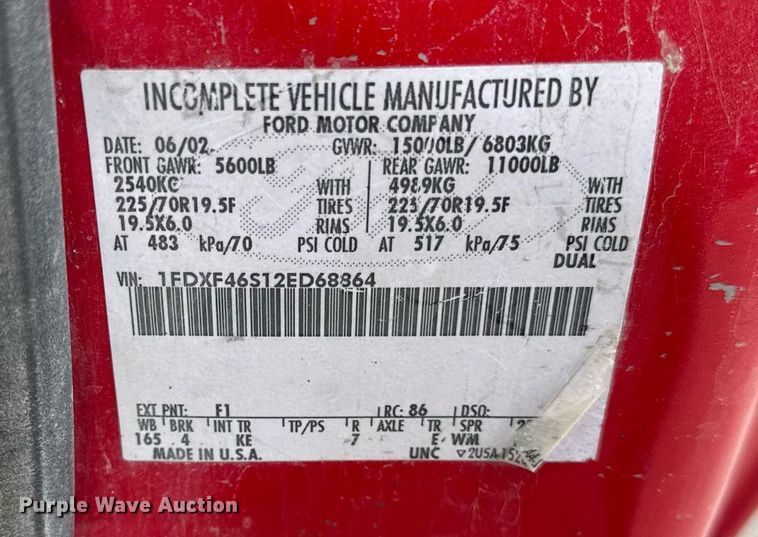 INCOMPLETE VEHICLE MANUFACTURED BY
FORD MOTOR COMPANY
DATE: 06/02 GVWR: 15000LB/ 6803KG
FRONT GAWR: 5600LB REAR GAWR: 11000LB
2540KG WITH 4989KG WITH
225/70R19.5F TIRES 225/70R19.5F TIRES
19.5X6.0 RIMS 19.5X6.0 RIMS
AT 483 kPa/70 PSI COLD AT 517 kPa/75 PSI COLD
DUAL
VIN: 1FDXF46S12ED68864
EXT PNT: F1 RC: 86 DSO:
WB BRK INT TR TP/PS R AXLE TR SPR
165 4 KE 7 E WM
MADE IN U.S.A. UNC
Purple Wave Auction